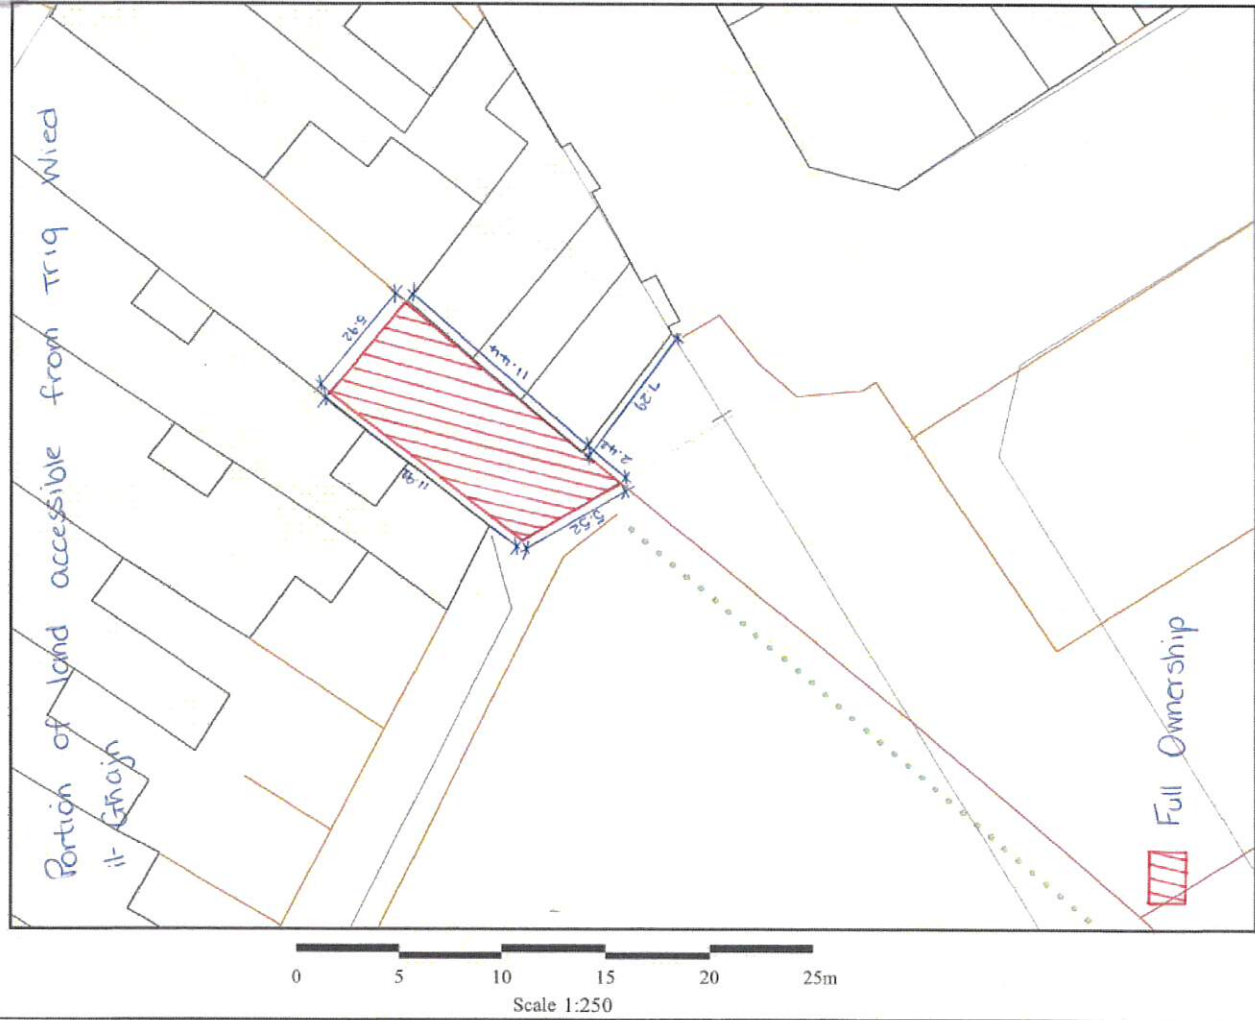 Portion of land accessible from Triq Wied
il-Għajn
5.92
11.44
7.29
2.42
11.92
5.52
Full Ownership
0 5 10 15 20 25m
Scale 1:250